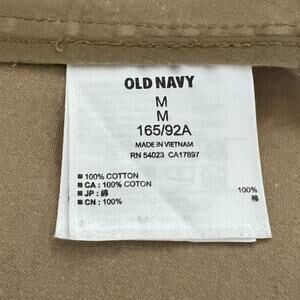 OLD NAVY
M
M
165/92A
MADE IN VIETNAM
RN 54023 CA17897
■ 100% COTTON
■ CA : 100% COTON
■ JP : 綿 100%
■ CN : 100% 棉